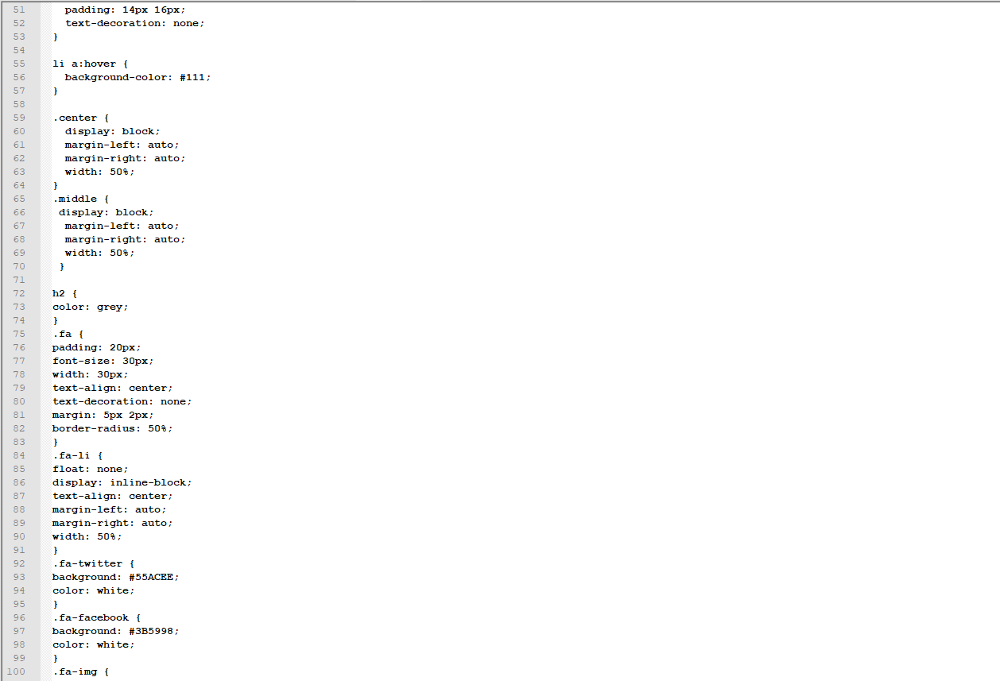 51 padding: 14px 16px;
52 text-decoration: none;
53 }
54
55 li a:hover {
56 background-color: #111;
57 }
58
59 .center {
60 display: block;
61 margin-left: auto;
62 margin-right: auto;
63 width: 50%;
64 }
65 .middle {
66 display: block;
67 margin-left: auto;
68 margin-right: auto;
69 width: 50%;
70 }
71
72 h2 {
73 color: grey;
74 }
75 .fa {
76 padding: 20px;
77 font-size: 30px;
78 width: 30px;
79 text-align: center;
80 text-decoration: none;
81 margin: 5px 2px;
82 border-radius: 50%;
83 }
84 .fa-li {
85 float: none;
86 display: inline-block;
87 text-align: center;
88 margin-left: auto;
89 margin-right: auto;
90 width: 50%;
91 }
92 .fa-twitter {
93 background: #55ACEE;
94 color: white;
95 }
96 .fa-facebook {
97 background: #3B5998;
98 color: white;
99 }
100 .fa-img {